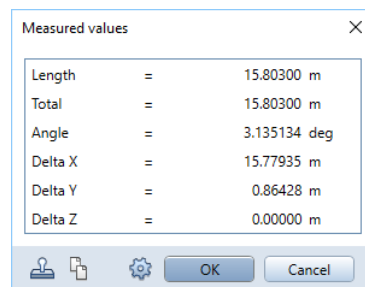 Measured values
Length = 15.80300 m
Total = 15.80300 m
Angle = 3.135134 deg
Delta X = 15.77935 m
Delta Y = 0.86428 m
Delta Z = 0.00000 m
OK Cancel